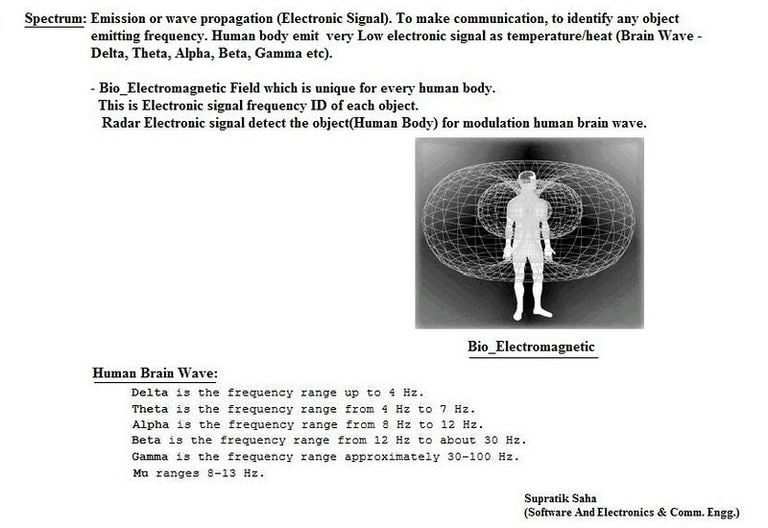 Spectrum: Emission or wave propagation (Electronic Signal). To make communication, to identify any object
emitting frequency. Human body emit very Low electronic signal as temperature/heat (Brain Wave -
Delta, Theta, Alpha, Beta, Gamma etc).
- Bio_Electromagnetic Field which is unique for every human body.
This is Electronic signal frequency ID of each object.
Radar Electronic signal detect the object(Human Body) for modulation human brain wave.
Bio_Electromagnetic
Human Brain Wave:
Delta is the frequency range up to 4 Hz.
Theta is the frequency range from 4 Hz to 7 Hz.
Alpha is the frequency range from 8 Hz to 12 Hz.
Beta is the frequency range from 12 Hz to about 30 Hz.
Gamma is the frequency range approximately 30-100 Hz.
Mu ranges 8-13 Hz.
Supratik Saha
(Software And Electronics & Comm. Engg.)